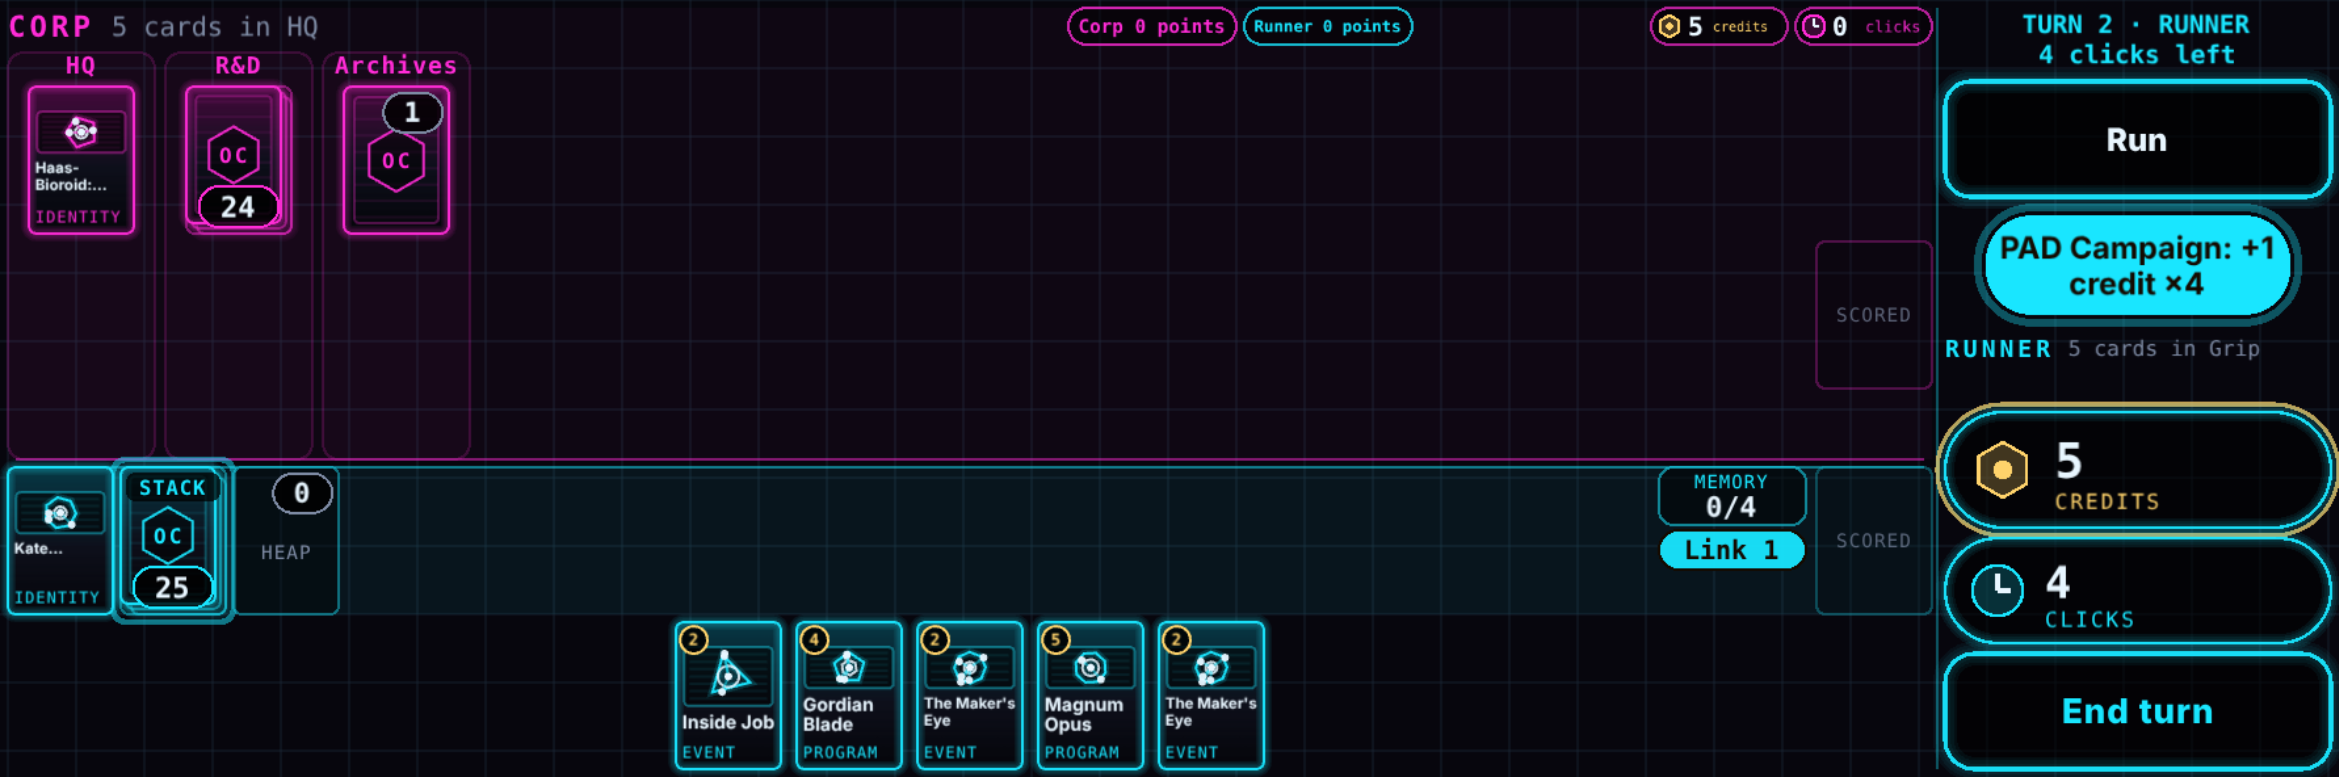 CORP 5 cards in HQ
Corp 0 points
Runner 0 points
5 credits
0 clicks
TURN 2 · RUNNER
4 clicks left
HQ
R&D
Archives
Haas-
Bioroid:...
IDENTITY
OC
24
1
OC
Run
PAD Campaign: +1
credit ×4
SCORED
RUNNER 5 cards in Grip
5
CREDITS
4
CLICKS
End turn
Kate...
IDENTITY
STACK
OC
25
0
HEAP
MEMORY
0/4
Link 1
SCORED
2
Inside Job
EVENT
4
Gordian
Blade
PROGRAM
2
The Maker's
Eye
EVENT
5
Magnum
Opus
PROGRAM
2
The Maker's
Eye
EVENT